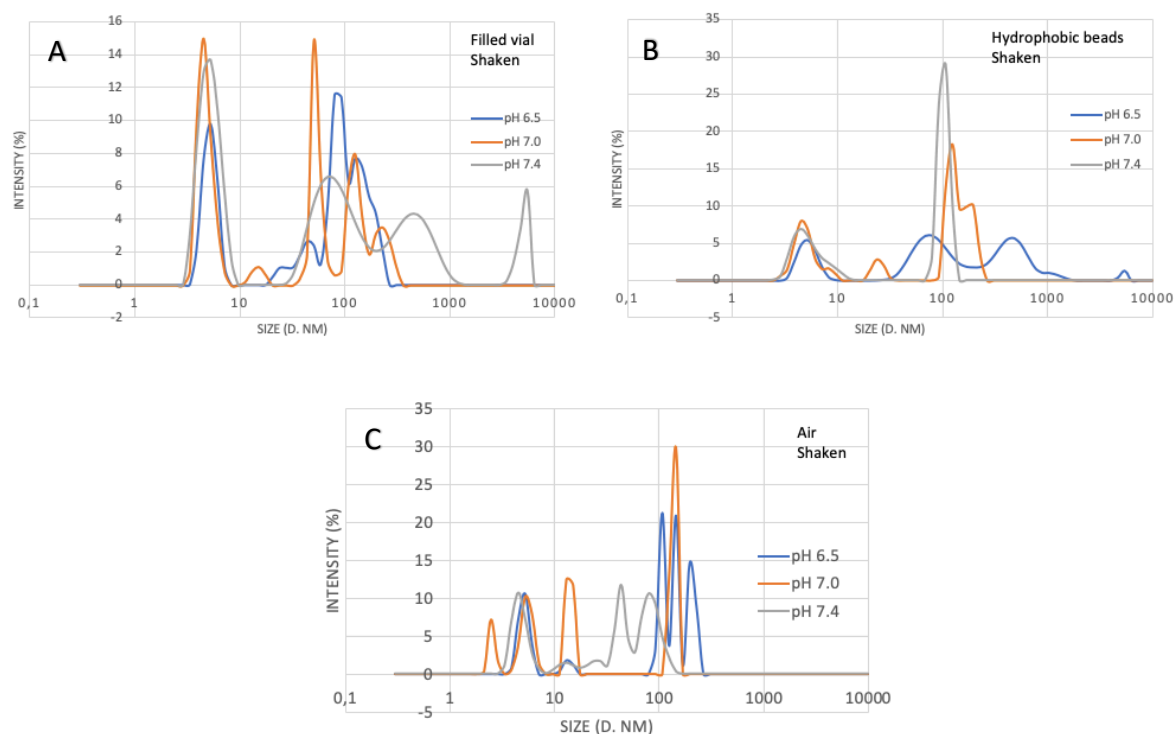 A
Filled vial
Shaken
INTENSITY (%)
16
14
12
10
8
6
4
2
0
-2
0,1
1
10
100
1000
10000
SIZE (D. NM)
pH 6.5
pH 7.0
pH 7.4
B
Hydrophobic beads
Shaken
INTENSITY (%)
35
30
25
20
15
10
5
0
-5
0,1
1
10
100
1000
10000
SIZE (D. NM)
pH 6.5
pH 7.0
pH 7.4
C
Air
Shaken
INTENSITY (%)
35
30
25
20
15
10
5
0
-5
0,1
1
10
100
1000
10000
SIZE (D. NM)
pH 6.5
pH 7.0
pH 7.4